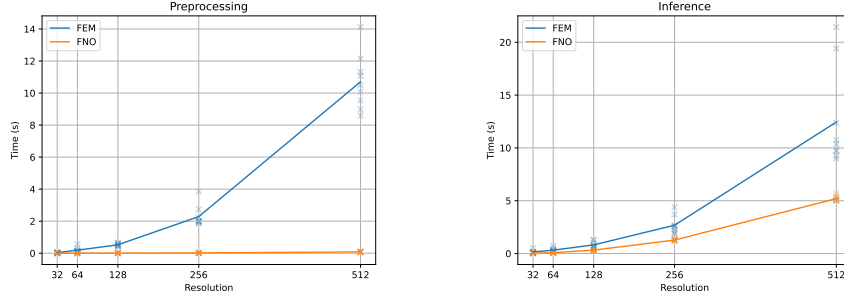 Preprocessing
FEM
FNO
14
12
10
8
6
4
2
0
Time (s)
32 64 128 256 512
Resolution
Inference
FEM
FNO
20
15
10
5
0
Time (s)
32 64 128 256 512
Resolution